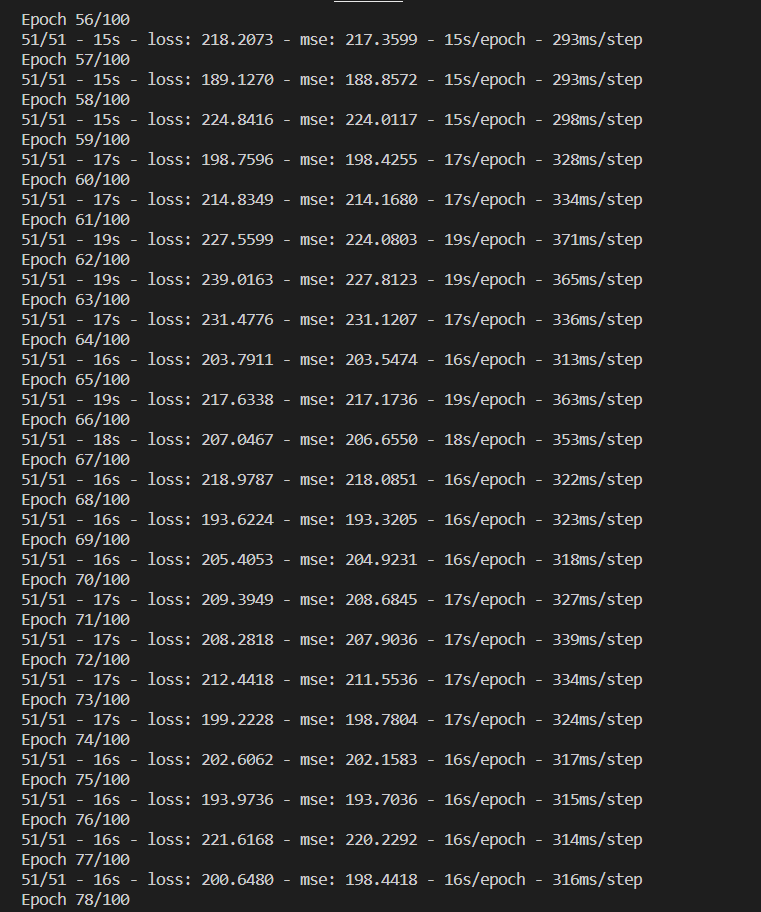 Epoch 56/100
51/51 - 15s - loss: 218.2073 - mse: 217.3599 - 15s/epoch - 293ms/step
Epoch 57/100
51/51 - 15s - loss: 189.1270 - mse: 188.8572 - 15s/epoch - 293ms/step
Epoch 58/100
51/51 - 15s - loss: 224.8416 - mse: 224.0117 - 15s/epoch - 298ms/step
Epoch 59/100
51/51 - 17s - loss: 198.7596 - mse: 198.4255 - 17s/epoch - 328ms/step
Epoch 60/100
51/51 - 17s - loss: 214.8349 - mse: 214.1680 - 17s/epoch - 334ms/step
Epoch 61/100
51/51 - 19s - loss: 227.5599 - mse: 224.0803 - 19s/epoch - 371ms/step
Epoch 62/100
51/51 - 19s - loss: 239.0163 - mse: 227.8123 - 19s/epoch - 365ms/step
Epoch 63/100
51/51 - 17s - loss: 231.4776 - mse: 231.1207 - 17s/epoch - 336ms/step
Epoch 64/100
51/51 - 16s - loss: 203.7911 - mse: 203.5474 - 16s/epoch - 313ms/step
Epoch 65/100
51/51 - 19s - loss: 217.6338 - mse: 217.1736 - 19s/epoch - 363ms/step
Epoch 66/100
51/51 - 18s - loss: 207.0467 - mse: 206.6550 - 18s/epoch - 353ms/step
Epoch 67/100
51/51 - 16s - loss: 218.9787 - mse: 218.0851 - 16s/epoch - 322ms/step
Epoch 68/100
51/51 - 16s - loss: 193.6224 - mse: 193.3205 - 16s/epoch - 323ms/step
Epoch 69/100
51/51 - 16s - loss: 205.4053 - mse: 204.9231 - 16s/epoch - 318ms/step
Epoch 70/100
51/51 - 17s - loss: 209.3949 - mse: 208.6845 - 17s/epoch - 327ms/step
Epoch 71/100
51/51 - 17s - loss: 208.2818 - mse: 207.9036 - 17s/epoch - 339ms/step
Epoch 72/100
51/51 - 17s - loss: 212.4418 - mse: 211.5536 - 17s/epoch - 334ms/step
Epoch 73/100
51/51 - 17s - loss: 199.2228 - mse: 198.7804 - 17s/epoch - 324ms/step
Epoch 74/100
51/51 - 16s - loss: 202.6062 - mse: 202.1583 - 16s/epoch - 317ms/step
Epoch 75/100
51/51 - 16s - loss: 193.9736 - mse: 193.7036 - 16s/epoch - 315ms/step
Epoch 76/100
51/51 - 16s - loss: 221.6168 - mse: 220.2292 - 16s/epoch - 314ms/step
Epoch 77/100
51/51 - 16s - loss: 200.6480 - mse: 198.4418 - 16s/epoch - 316ms/step
Epoch 78/100